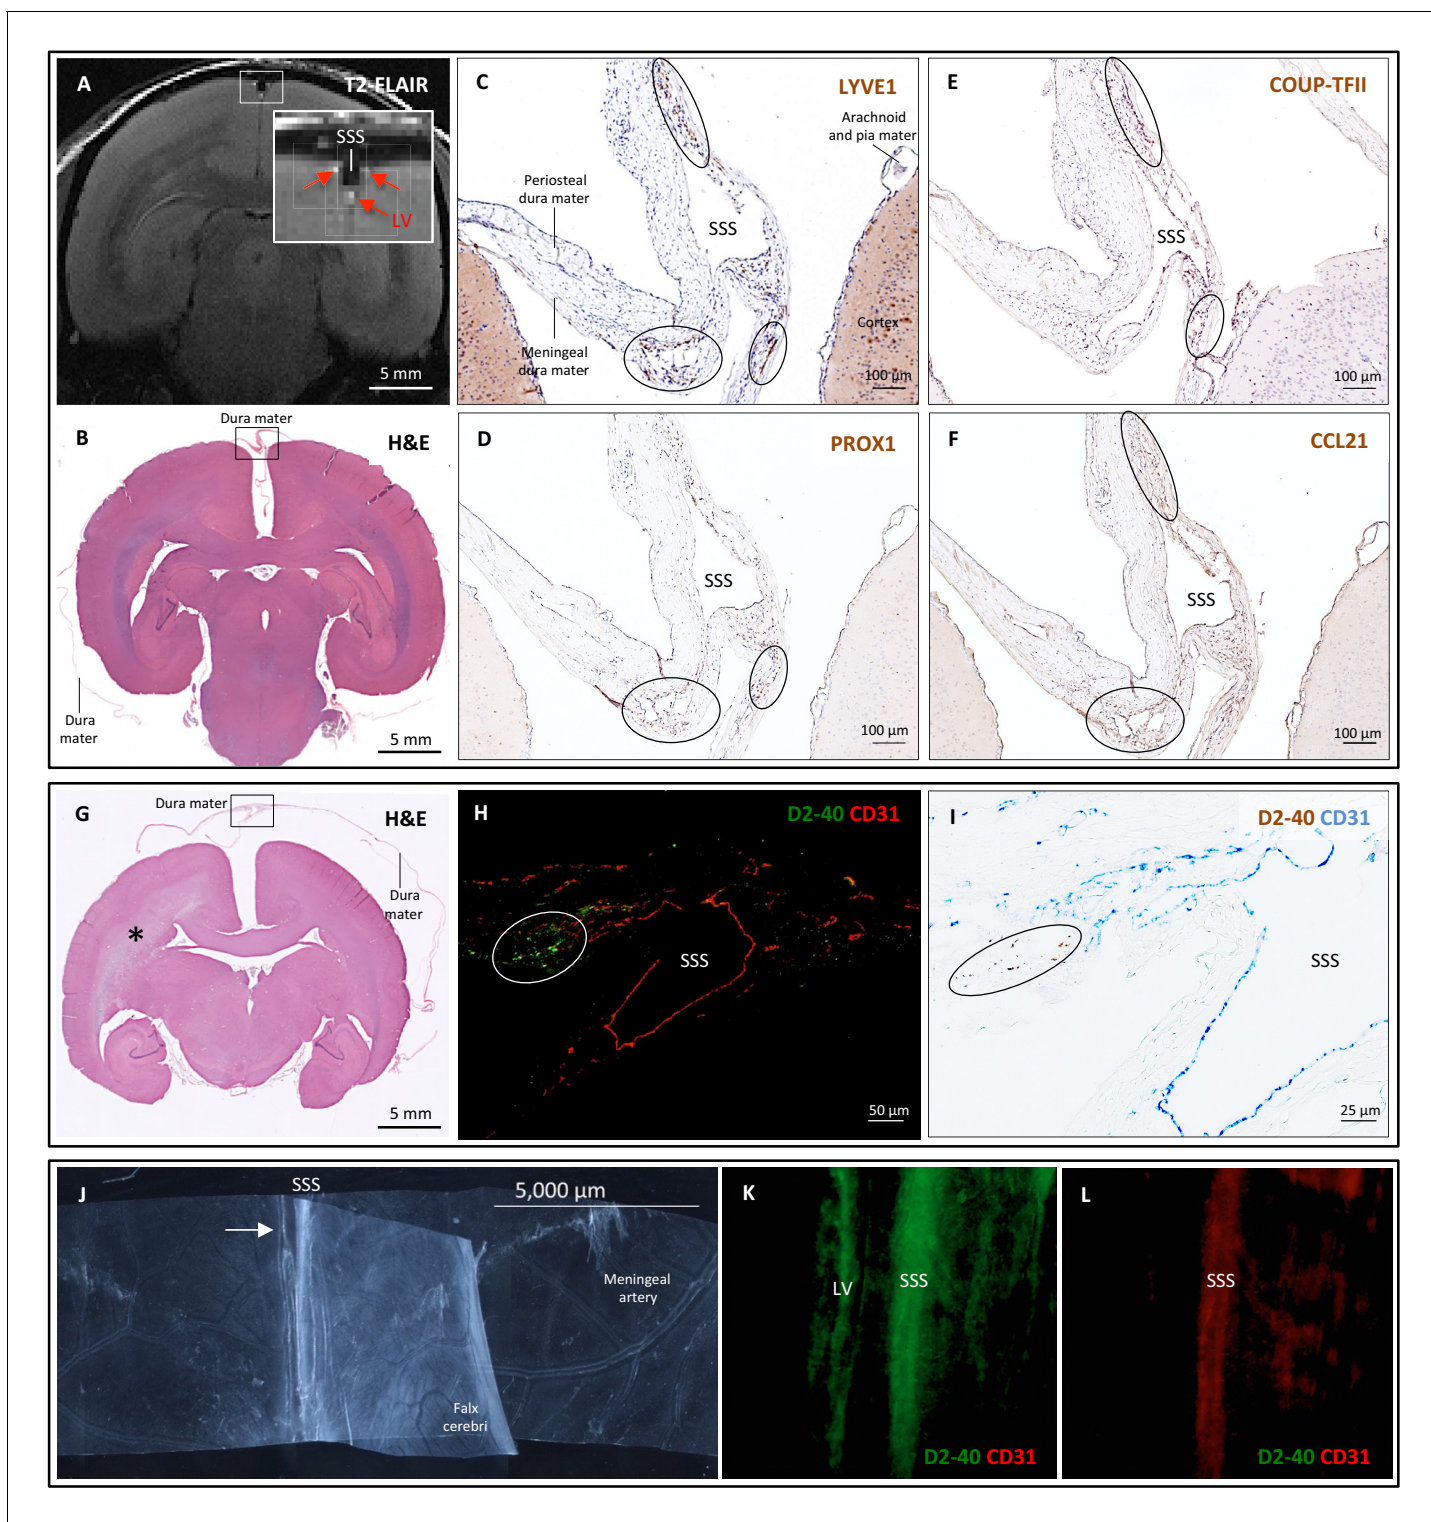 A
T2-FLAIR
SSS
LV
5 mm
B
Dura mater
H&E
Dura
mater
5 mm
C
LYVE1
Arachnoid
and pia mater
Periosteal
dura mater
SSS
Cortex
Meningeal
dura mater
100 µm
D
PROX1
SSS
100 µm
E
COUP-TFII
SSS
100 µm
F
CCL21
SSS
100 µm
G
Dura mater
H&E
Dura
mater
*
5 mm
H
D2-40 CD31
SSS
50 µm
I
D2-40 CD31
SSS
25 µm
J
SSS
5,000 µm
Meningeal
artery
Falx
cerebri
K
LV
SSS
D2-40 CD31
L
SSS
D2-40 CD31